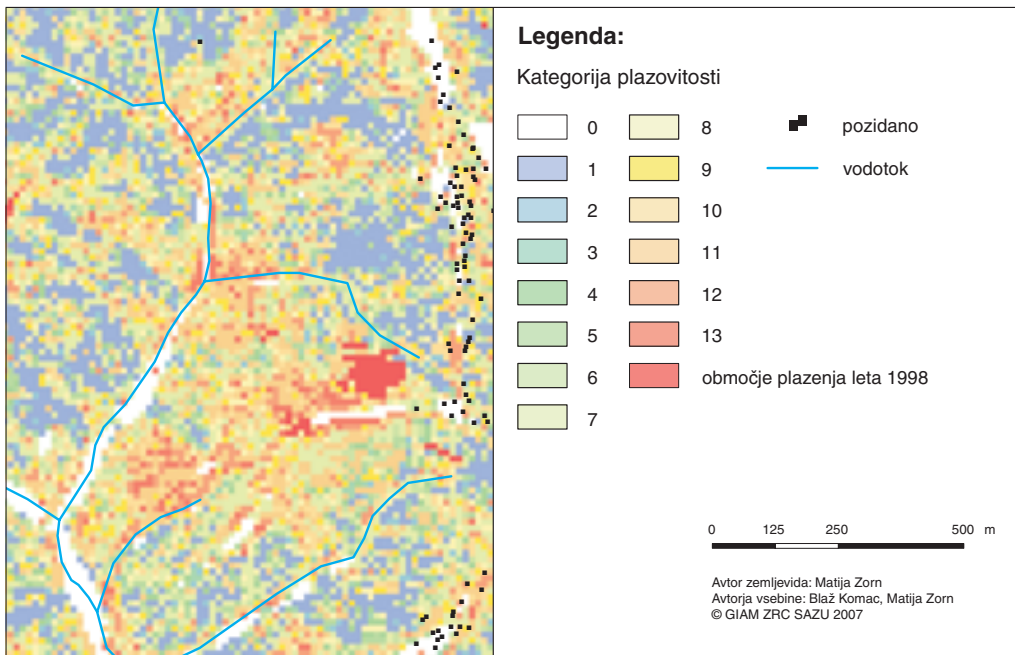 Legenda:
Kategorija plazovitosti
0
1
2
3
4
5
6
7
8
9
10
11
12
13
območje plazenja leta 1998
pozidano
vodotok
0 125 250 500 m
Avtor zemljevida: Matija Zorn
Avtorja vsebine: Blaž Komac, Matija Zorn
© GIAM ZRC SAZU 2007